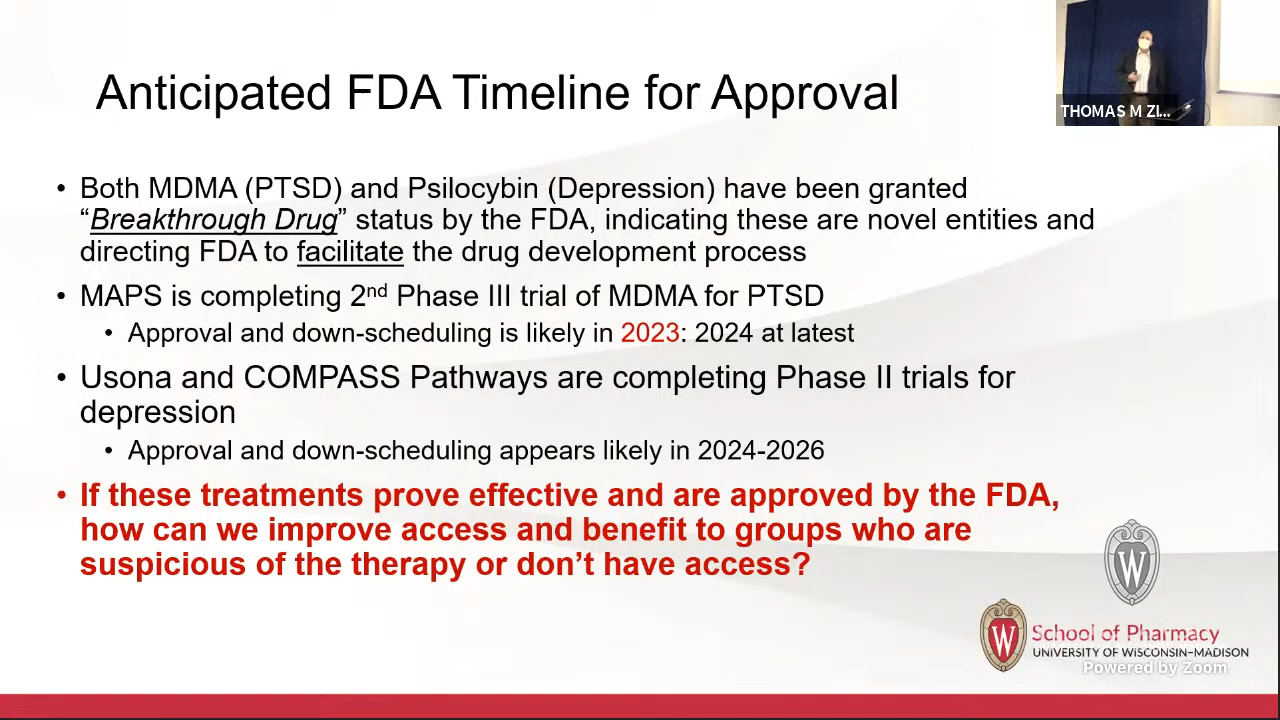 THOMAS M ZI...
Anticipated FDA Timeline for Approval
• Both MDMA (PTSD) and Psilocybin (Depression) have been granted
“Breakthrough Drug” status by the FDA, indicating these are novel entities and
directing FDA to facilitate the drug development process
• MAPS is completing 2nd Phase III trial of MDMA for PTSD
• Approval and down-scheduling is likely in 2023: 2024 at latest
• Usona and COMPASS Pathways are completing Phase II trials for
depression
• Approval and down-scheduling appears likely in 2024-2026
• If these treatments prove effective and are approved by the FDA,
how can we improve access and benefit to groups who are
suspicious of the therapy or don’t have access?
W
W
School of Pharmacy
UNIVERSITY OF WISCONSIN–MADISON
Powered by Zoom